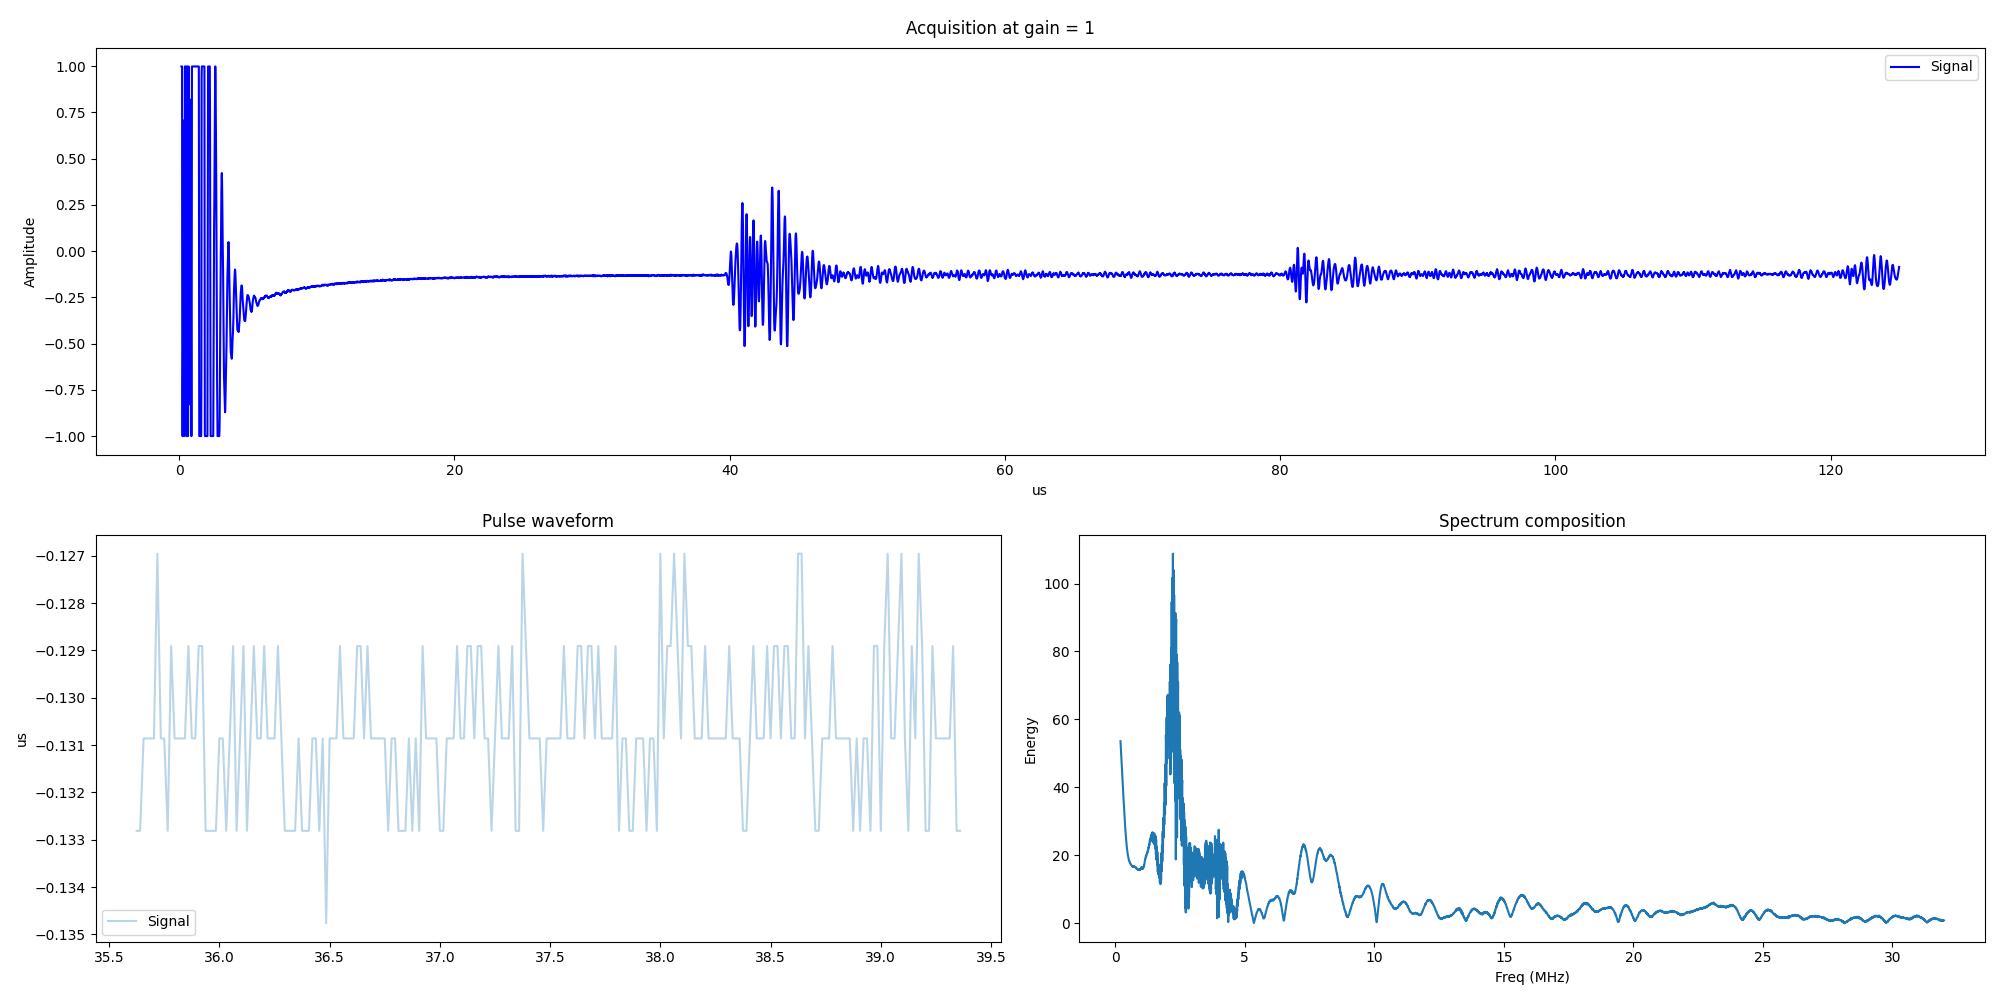 Acquisition at gain = 1
1.00
0.75
0.50
0.25
0.00
−0.25
−0.50
−0.75
−1.00
Amplitude
Signal
0 20 40 60 80 100 120
us
Pulse waveform
−0.127
−0.128
−0.129
−0.130
−0.131
−0.132
−0.133
−0.134
−0.135
us
Signal
35.5 36.0 36.5 37.0 37.5 38.0 38.5 39.0 39.5
Spectrum composition
100
80
60
40
20
0
Energy
0 5 10 15 20 25 30
Freq (MHz)